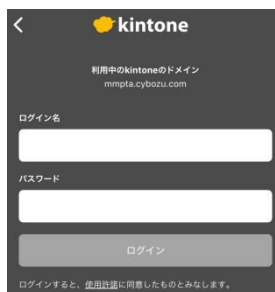 kintone
利用中のkintoneのドメイン
mmpta.cybozu.com
ログイン名
パスワード
ログイン
ログインすると、使用許諾に同意したものとみなします。